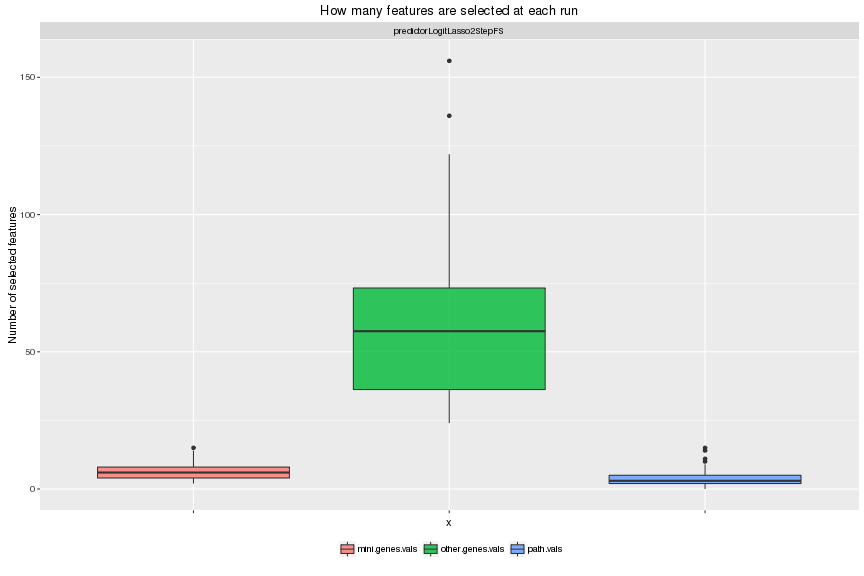 How many features are selected at each run
predictorLogitLasso2StepFS
150
100
50
0
Number of selected features
x
mini.genes.vals other.genes.vals path.vals